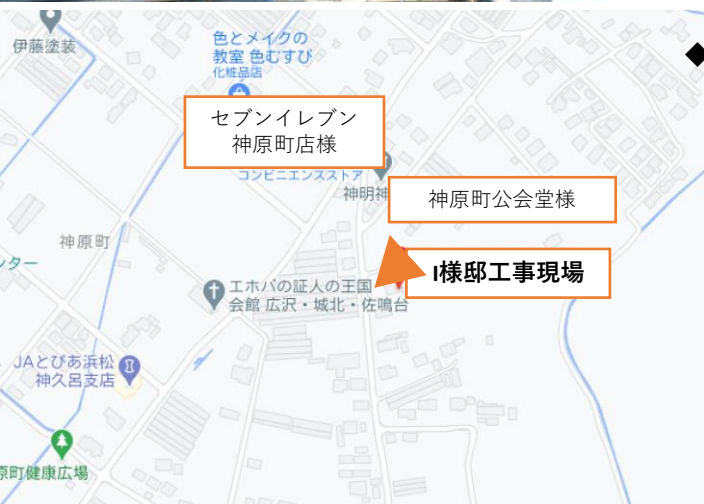 伊藤塗装
色とメイクの
教室 色むすび
化粧品店
セブンイレブン
神原町店様
コンビニエンスストア
神明神
神原町公会堂様
神原町
ンター
I様邸工事現場
エホバの証人の王国
会館 広沢・城北・佐鳴台
JAとぴあ浜松
神久呂支店
原町健康広場